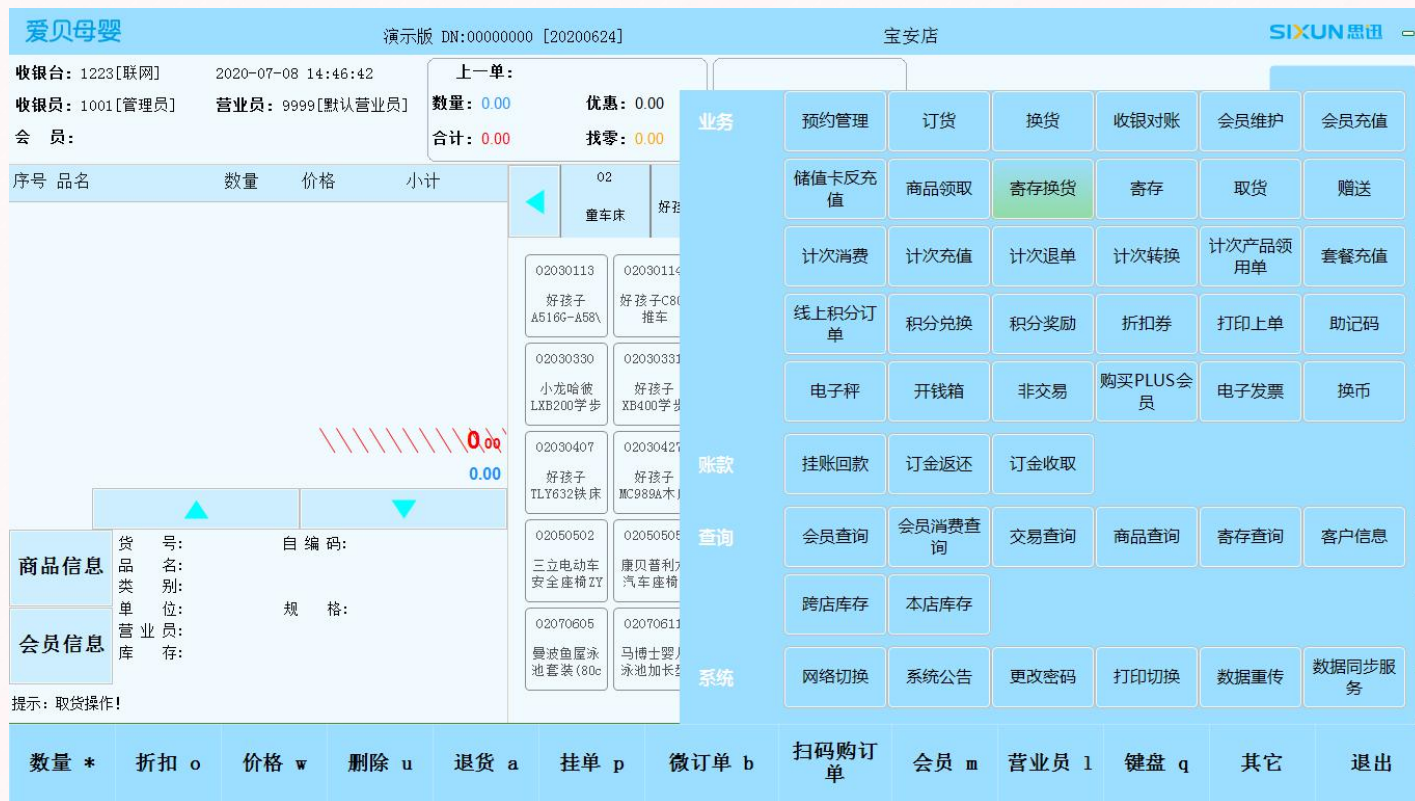 爱贝母婴
演示版 DN:00000000 [20200624]
宝安店
SIXUN思迅
收银台: 1223[联网]
2020-07-08 14:46:42
上一单:
收银员: 1001[管理员]
营业员: 9999[默认营业员]
数量: 0.00
优惠: 0.00
会 员:
合计: 0.00
找零: 0.00
序号 品名 数量 价格 小计
02
童车床
好孩
02030113
好孩子
A516G-A58\
02030114
好孩子C80
推车
02030330
小龙哈彼
LXB200学步
02030331
好孩子
XB400学步
02030407
好孩子
TLY632铁床
02030427
好孩子
MC989A木
02050502
三立电动车
安全座椅ZY
02050505
康贝普利
汽车座椅
02070605
曼波鱼屋泳
池套装(80c
02070611
马博士婴儿
泳池加长
0.00
0.00
商品信息
会员信息
货 号:
自编码:
品 名:
类 别:
单 位:
规 格:
营业员:
库 存:
提示: 取货操作!
业务
预约管理
订货
换货
收银对账
会员维护
会员充值
储值卡反充
值
商品领取
寄存换货
寄存
取货
赠送
计次消费
计次充值
计次退单
计次转换
计次产品领
用单
套餐充值
线上积分订
单
积分兑换
积分奖励
折扣券
打印上单
助记码
电子秤
开钱箱
非交易
购买PLUS会
员
电子发票
换币
账款
挂账回款
订金返还
订金收取
查询
会员查询
会员消费查
询
交易查询
商品查询
寄存查询
客户信息
跨店库存
本店库存
系统
网络切换
系统公告
更改密码
打印切换
数据重传
数据同步服
务
数量 *
折扣 o
价格 w
删除 u
退货 a
挂单 p
微订单 b
扫码购订
单
会员 m
营业员 l
键盘 q
其它
退出